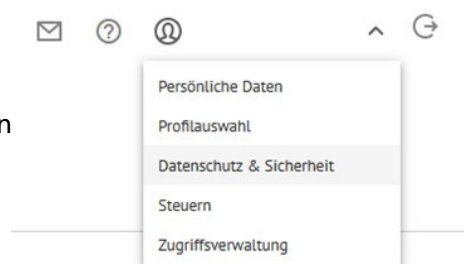 Persönliche Daten
n
Profilauswahl
Datenschutz & Sicherheit
Steuern
Zugriffsverwaltung